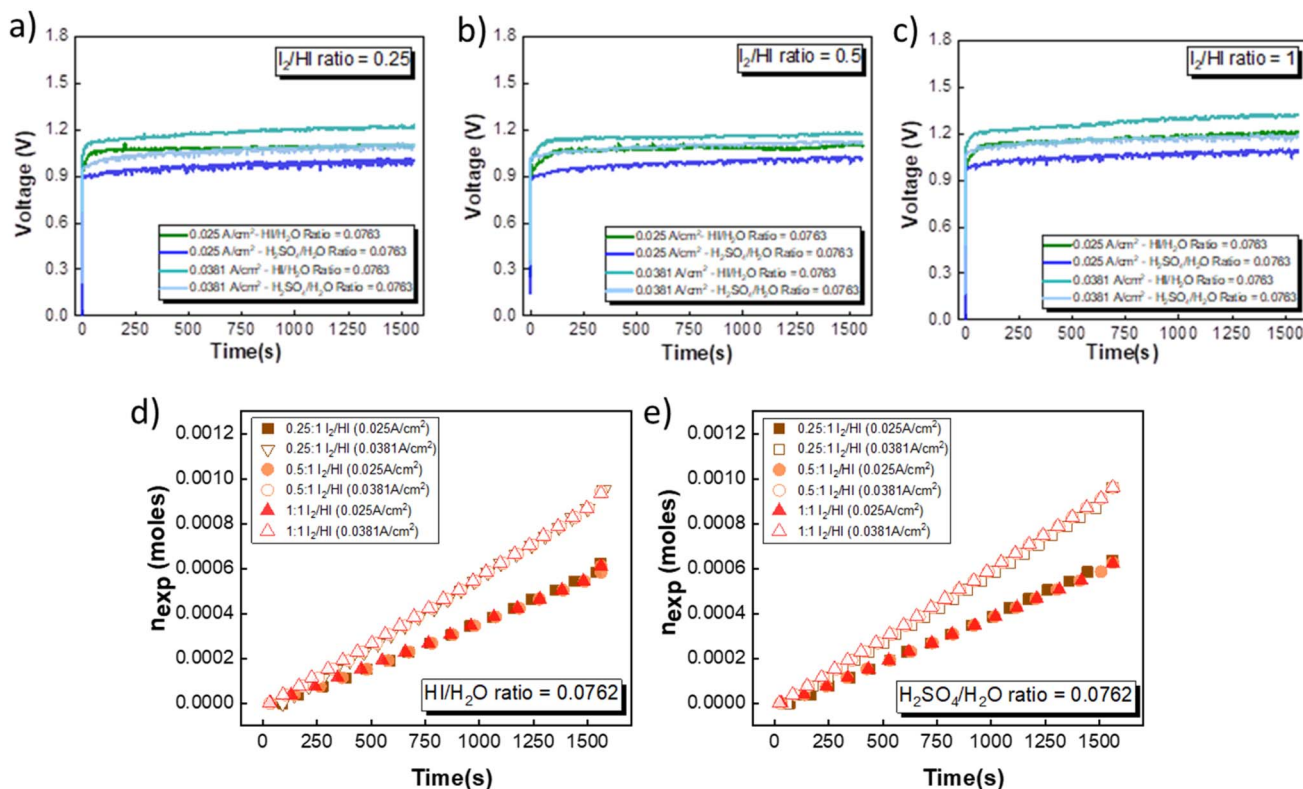 a)
I₂/HI ratio = 0.25
Voltage (V)
1.8
1.5
1.2
0.9
0.6
0.3
0.0
0.025 A/cm²- HI/H₂O Ratio = 0.0763
0.025 A/cm² - H₂SO₄/H₂O Ratio = 0.0763
0.0381 A/cm² - HI/H₂O Ratio = 0.0763
0.0381 A/cm² - H₂SO₄/H₂O Ratio = 0.0763
0 250 500 750 1000 1250 1500
Time(s)
b)
I₂/HI ratio = 0.5
Voltage (V)
1.8
1.5
1.2
0.9
0.6
0.3
0.0
0.025 A/cm² - HI/H₂O Ratio = 0.0763
0.025 A/cm² - H₂SO₄/H₂O Ratio = 0.0763
0.0381 A/cm² - HI/H₂O Ratio = 0.0763
0.0381 A/cm² - H₂SO₄/H₂O Ratio = 0.0763
0 250 500 750 1000 1250 1500
Time(s)
c)
I₂/HI ratio = 1
Voltage (V)
1.8
1.5
1.2
0.9
0.6
0.3
0.0
0.025 A/cm² - HI/H₂O Ratio = 0.0763
0.025 A/cm² - H₂SO₄/H₂O Ratio = 0.0763
0.0381 A/cm² - HI/H₂O Ratio = 0.0763
0.0381 A/cm² - H₂SO₄/H₂O Ratio = 0.0763
0 250 500 750 1000 1250 1500
Time(s)
d)
nexp (moles)
0.0012
0.0010
0.0008
0.0006
0.0004
0.0002
0.0000
0.25:1 I₂/HI (0.025A/cm²)
0.25:1 I₂/HI (0.0381A/cm²)
0.5:1 I₂/HI (0.025A/cm²)
0.5:1 I₂/HI (0.0381A/cm²)
1:1 I₂/HI (0.025A/cm²)
1:1 I₂/HI (0.0381A/cm²)
HI/H₂O ratio = 0.0762
0 250 500 750 1000 1250 1500
Time(s)
e)
nexp (moles)
0.0012
0.0010
0.0008
0.0006
0.0004
0.0002
0.0000
0.25:1 I₂/HI (0.025A/cm²)
0.25:1 I₂/HI (0.0381A/cm²)
0.5:1 I₂/HI (0.025A/cm²)
0.5:1 I₂/HI (0.0381A/cm²)
1:1 I₂/HI (0.025A/cm²)
1:1 I₂/HI (0.0381A/cm²)
H₂SO₄/H₂O ratio = 0.0762
0 250 500 750 1000 1250 1500
Time(s)